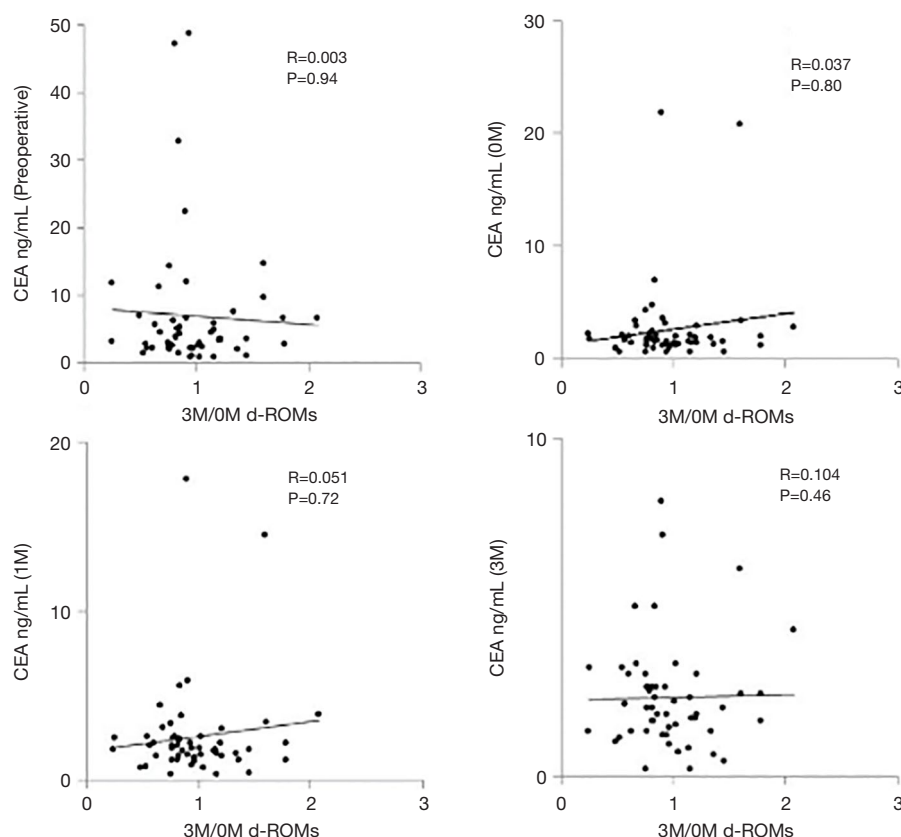 50
40
30
20
10
0
CEA ng/mL (Preoperative)
R=0.003
P=0.94
0
1
2
3
3M/0M d-ROMs
30
20
10
0
CEA ng/mL (0M)
R=0.037
P=0.80
0
1
2
3
3M/0M d-ROMs
20
10
0
CEA ng/mL (1M)
R=0.051
P=0.72
0
1
2
3
3M/0M d-ROMs
10
0
CEA ng/mL (3M)
R=0.104
P=0.46
0
1
2
3
3M/0M d-ROMs